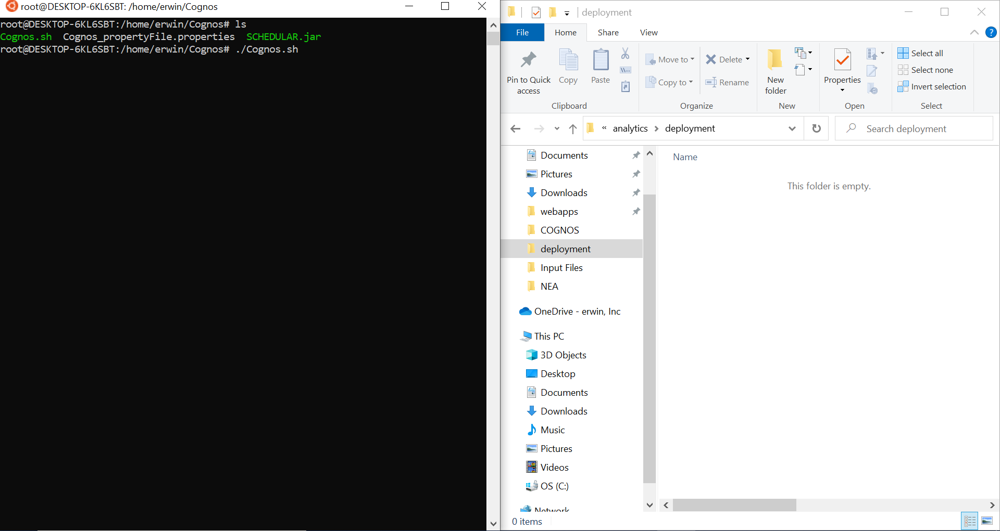 root@DESKTOP-6KL6SBT: /home/erwin/Cognos
root@DESKTOP-6KL6SBT:/home/erwin/Cognos# ls
Cognos.sh Cognos_propertyFile.properties SCHEDULAR.jar
root@DESKTOP-6KL6SBT:/home/erwin/Cognos# ./Cognos.sh
deployment
File Home Share View
Pin to Quick access
Copy
Paste
Clipboard
Move to
Copy to
Delete
Rename
Organize
New folder
New
Properties
Open
Select all
Select none
Invert selection
Select
« analytics > deployment
Search deployment
Documents
Pictures
Downloads
webapps
COGNOS
deployment
Input Files
NEA
OneDrive - erwin, Inc
This PC
3D Objects
Desktop
Documents
Downloads
Music
Pictures
Videos
OS (C:)
Network
Name
This folder is empty.
0 items